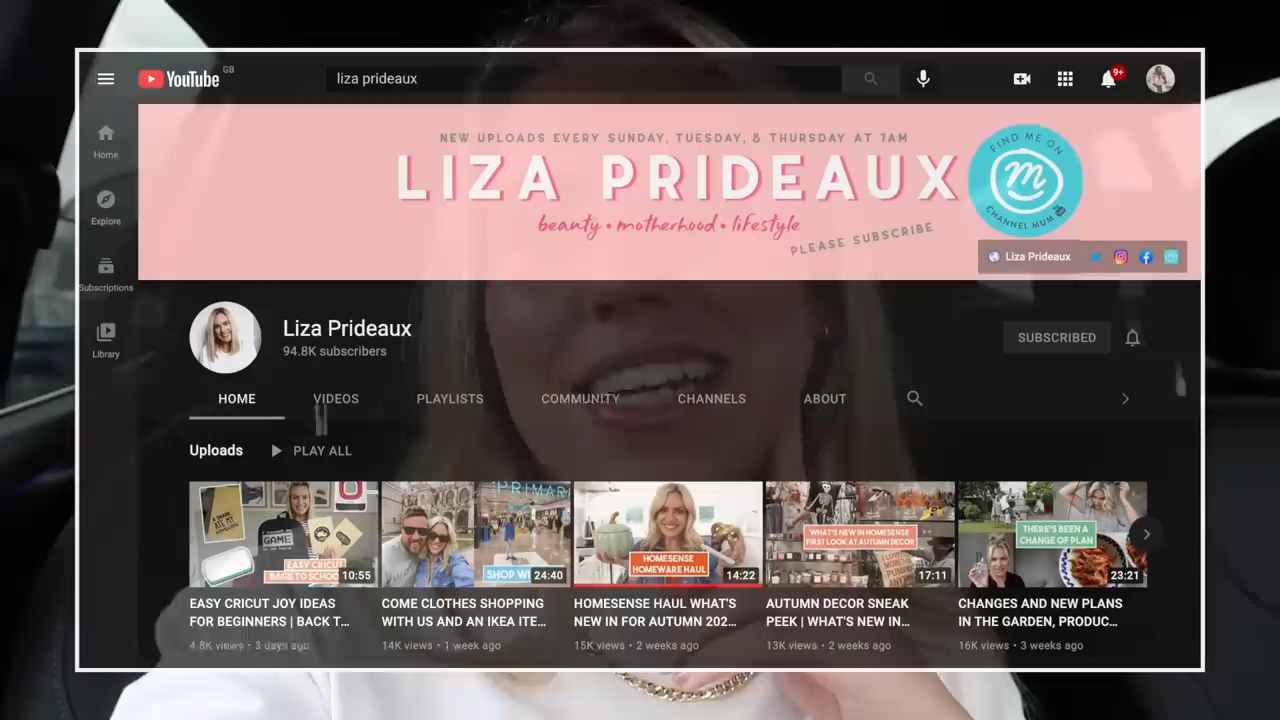 YouTube GB
liza prideaux
9+
Home
Explore
Subscriptions
Library
NEW UPLOADS EVERY SUNDAY, TUESDAY, & THURSDAY AT 7AM
LIZA PRIDEAUX
beauty • motherhood • lifestyle
PLEASE SUBSCRIBE
FIND ME ON
m
CHANNEL MUM
Liza Prideaux
Liza Prideaux
94.8K subscribers
SUBSCRIBED
HOME VIDEOS PLAYLISTS COMMUNITY CHANNELS ABOUT
Uploads PLAY ALL
A SHARK
ATE MY
GAME
EASY CRICUT
BACK TO SCHOO
10:55
PRIMAR
SHOP WI
24:40
HOMESENSE
HOMEWARE HAUL
14:22
WHAT'S NEW IN HOMESENSE
FIRST LOOK AT AUTUMN DECOR
17:11
THERE'S BEEN A
CHANGE OF PLAN
23:21
EASY CRICUT JOY IDEAS
FOR BEGINNERS | BACK T...
4.8K views • 3 days ago
COME CLOTHES SHOPPING
WITH US AND AN IKEA ITE...
14K views • 1 week ago
HOMESENSE HAUL WHAT'S
NEW IN FOR AUTUMN 202...
15K views • 2 weeks ago
AUTUMN DECOR SNEAK
PEEK | WHAT'S NEW IN...
13K views • 2 weeks ago
CHANGES AND NEW PLANS
IN THE GARDEN, PRODUC...
16K views • 3 weeks ago